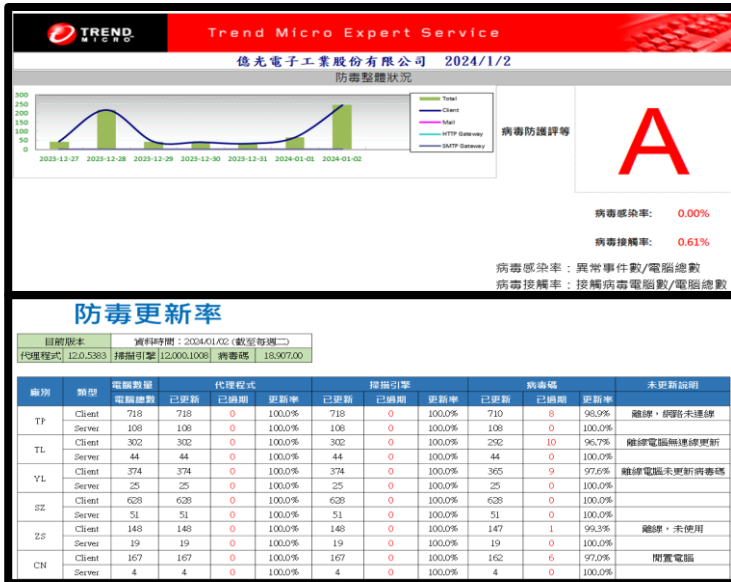 TREND MICRO Trend Micro Expert Service
億光電子工業股份有限公司 2024/1/2
防毒整體狀況
300
250
200
150
100
50
0
2023-12-27 2023-12-28 2023-12-29 2023-12-30 2023-12-31 2024-01-01 2024-01-02
Total
Client
Mail
HTTP Gateway
SMTP Gateway
病毒防護評等
A
病毒感染率: 0.00%
病毒接觸率: 0.61%
病毒感染率：異常事件數/電腦總數
病毒接觸率：接觸病毒電腦數/電腦總數
防毒更新率
目前版本 資料時間：2024/01/02 (截至每週二)
代理程式 12.0.5383 掃描引擎 12.000.1008 病毒碼 18.907.00
廠別 類型 電腦數量 代理程式 掃描引擎 病毒碼 未更新說明
電腦總數 已更新 已過期 更新率 已更新 已過期 更新率 已更新 已過期 更新率
TP Client 718 718 0 100.0% 718 0 100.0% 710 8 98.9% 離線，網路未連線
Server 108 108 0 100.0% 108 0 100.0% 108 0 100.0%
TL Client 302 302 0 100.0% 302 0 100.0% 292 10 96.7% 離線電腦無連線更新
Server 44 44 0 100.0% 44 0 100.0% 44 0 100.0%
YL Client 374 374 0 100.0% 374 0 100.0% 365 9 97.6% 離線電腦未更新病毒碼
Server 25 25 0 100.0% 25 0 100.0% 25 0 100.0%
SZ Client 628 628 0 100.0% 628 0 100.0% 628 0 100.0%
Server 51 51 0 100.0% 51 0 100.0% 51 0 100.0%
ZS Client 148 148 0 100.0% 148 0 100.0% 147 1 99.3% 離線，未使用
Server 19 19 0 100.0% 19 0 100.0% 19 0 100.0%
CN Client 167 167 0 100.0% 167 0 100.0% 162 6 97.0% 閒置電腦
Server 4 4 0 100.0% 4 0 100.0% 4 0 100.0%